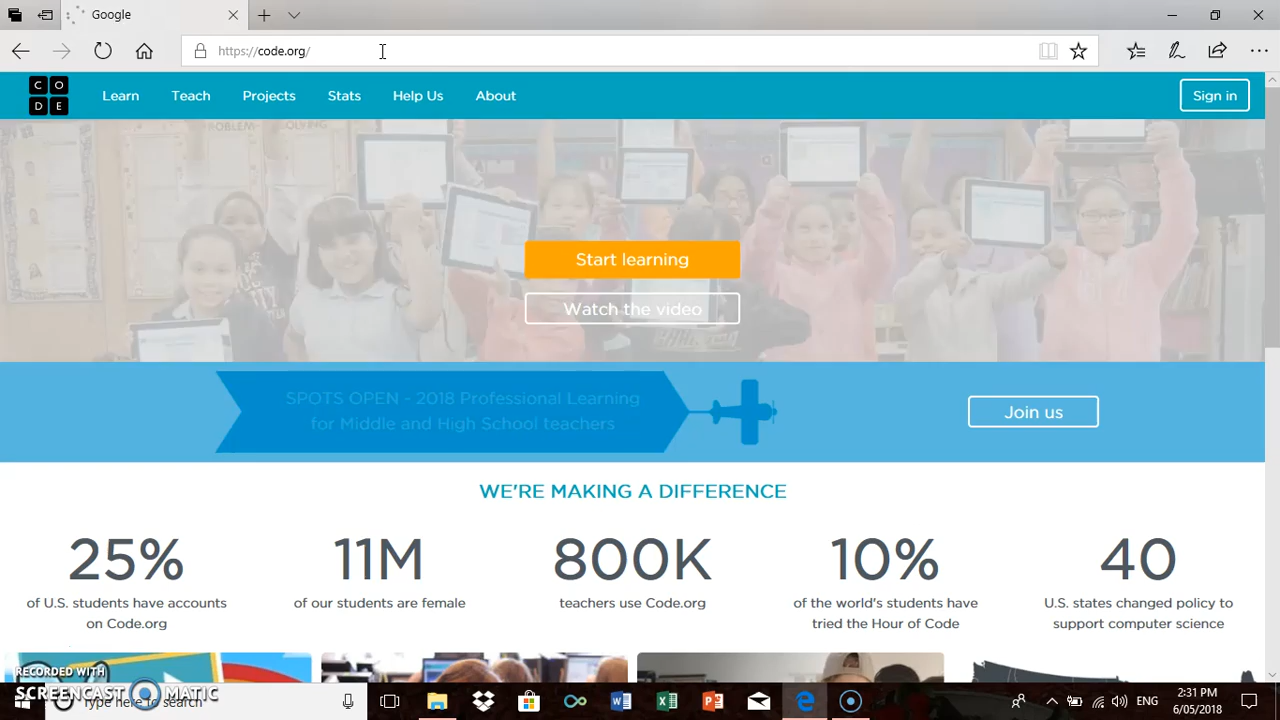 Google
https://code.org/
CODE
Learn
Teach
Projects
Stats
Help Us
About
Sign in
Start learning
Watch the video
SPOTS OPEN - 2018 Professional Learning
for Middle and High School teachers
Join us
WE'RE MAKING A DIFFERENCE
25%
of U.S. students have accounts
on Code.org
11M
of our students are female
800K
teachers use Code.org
10%
of the world's students have
tried the Hour of Code
40
U.S. states changed policy to
support computer science
RECORDED WITH
SCREENCAST MATIC
Type here to search
ENG
2:31 PM
6/05/2018